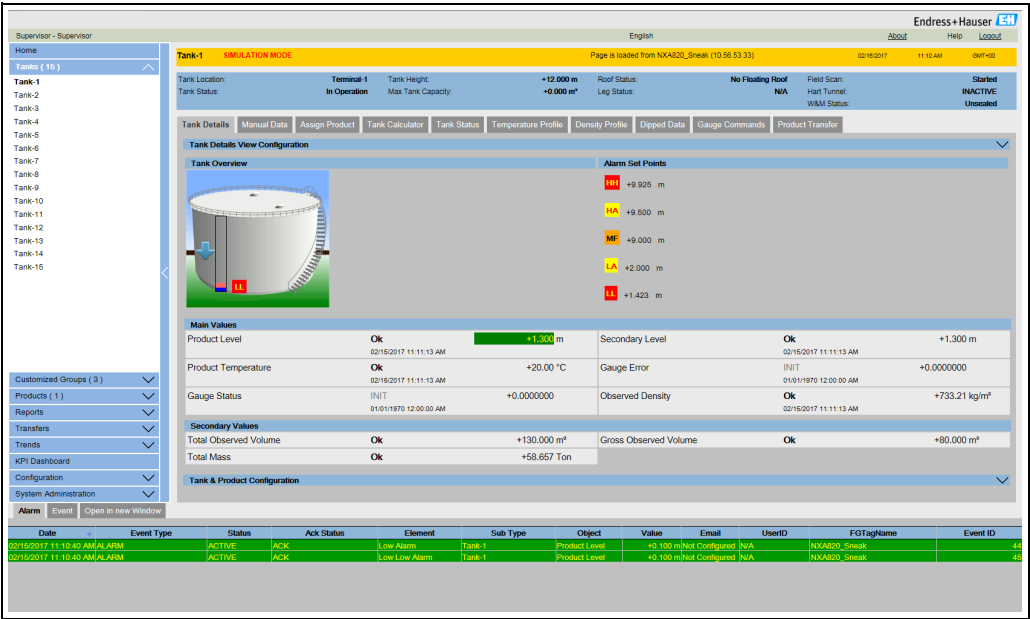 Endress+Hauser EH
Supervisor - Supervisor English About Help Logout
Home
Tanks ( 15 )
Tank-1
Tank-2
Tank-3
Tank-4
Tank-5
Tank-6
Tank-7
Tank-8
Tank-9
Tank-10
Tank-11
Tank-12
Tank-13
Tank-14
Tank-15
Customized Groups ( 3 )
Products ( 1 )
Reports
Transfers
Trends
KPI Dashboard
Configuration
System Administration
Tank-1 SIMULATION MODE Page is loaded from NXA820_Sneak (10.56.53.33) 02/15/2017 11:10 AM GMT+00
Tank Location: Terminal-1 Tank Height: +12.000 m Roof Status: No Floating Roof Field Scan: Started
Tank Status: In Operation Max Tank Capacity: +0.000 m³ Leg Status: N/A Hart Tunnel: INACTIVE
W&M Status: Unsealed
Tank Details Manual Data Assign Product Tank Calculator Tank Status Temperature Profile Density Profile Dipped Data Gauge Commands Product Transfer
Tank Details View Configuration
Tank Overview Alarm Set Points
HH +9.925 m
HA +9.500 m
MF +9.000 m
LA +2.000 m
LL
LL +1.423 m
Main Values
Product Level Ok +1.300 m Secondary Level Ok +1.300 m
02/15/2017 11:11:13 AM 02/15/2017 11:11:13 AM
Product Temperature Ok +20.00 °C Gauge Error INIT +0.0000000
02/15/2017 11:11:13 AM 01/01/1970 12:00:00 AM
Gauge Status INIT +0.0000000 Observed Density Ok +733.21 kg/m³
01/01/1970 12:00:00 AM 02/15/2017 11:11:13 AM
Secondary Values
Total Observed Volume Ok +130.000 m³ Gross Observed Volume Ok +80.000 m³
Total Mass Ok +58.657 Ton
Tank & Product Configuration
Alarm Event Open in new Window
Date Event Type Status Ack Status Element Sub Type Object Value Email UserID FGTagName Event ID
02/15/2017 11:10:40 AM ALARM ACTIVE ACK Low Alarm Tank-1 Product Level +0.100 m Not Configured N/A NXA820_Sneak 44
02/15/2017 11:10:40 AM ALARM ACTIVE ACK Low Low Alarm Tank-1 Product Level +0.100 m Not Configured N/A NXA820_Sneak 45